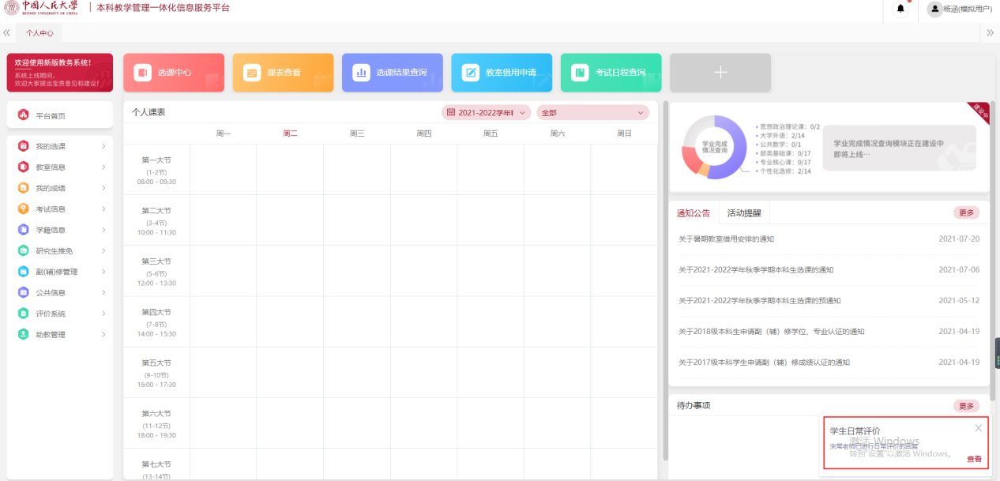 中国人民大学
RENMIN UNIVERSITY OF CHINA
本科教学管理一体化信息服务平台
杨涵(模拟用户)
个人中心
欢迎使用新版教务系统!
系统上线期间,
欢迎大家提出宝贵意见和建议!
选课中心
课表查看
选课结果查询
教室借用申请
考试日程查询
平台首页
我的选课
教室信息
我的成绩
考试信息
学籍信息
研究生推免
副(辅)修管理
公共信息
评价系统
助教管理
个人课表
2021-2022学年
全部
周一
周二
周三
周四
周五
周六
周日
第一大节
(1-2节)
08:00 - 09:30
第二大节
(3-4节)
10:00 - 11:30
第三大节
(5-6节)
12:00 - 13:30
第四大节
(7-8节)
14:00 - 15:30
第五大节
(9-10节)
16:00 - 17:30
第六大节
(11-12节)
18:00 - 19:30
第七大节
(13-14节)
建设中
学业完成
情况查询
思想政治理论课: 0/2
大学外语: 2/14
公共数学: 0/1
部类基础课: 0/17
专业核心课: 0/17
个性化选修: 2/14
学业完成情况查询模块正在建设中
即将上线…
通知公告
活动提醒
更多
关于暑期教室借用安排的通知
2021-07-20
关于2021-2022学年秋季学期本科生选课的通知
2021-07-06
关于2021-2022学年秋季学期本科生选课的预通知
2021-05-12
关于2018级本科生申请副（辅）修学位、专业认证的通知
2021-04-19
关于2017级本科学生申请副（辅）修成绩认证的通知
2021-04-19
待办事项
更多
学生日常评价
激活 Windows
老师已进行日常评价的回复
转到"设置"以激活 Windows。
查看